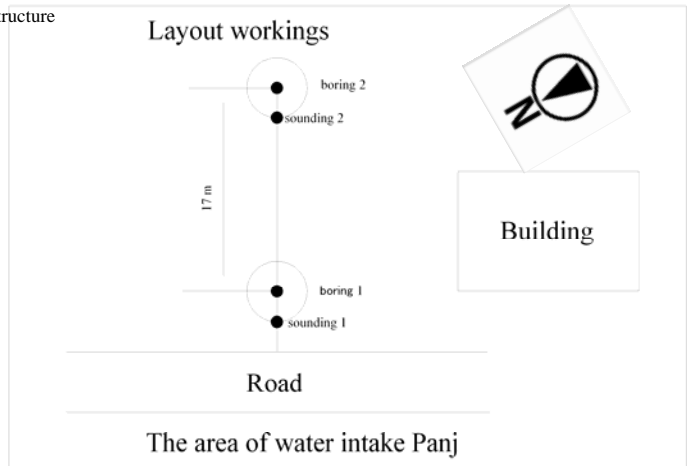 ructure
Layout workings
boring 2
sounding 2
17 m
N
Building
boring 1
sounding 1
Road
The area of water intake Panj